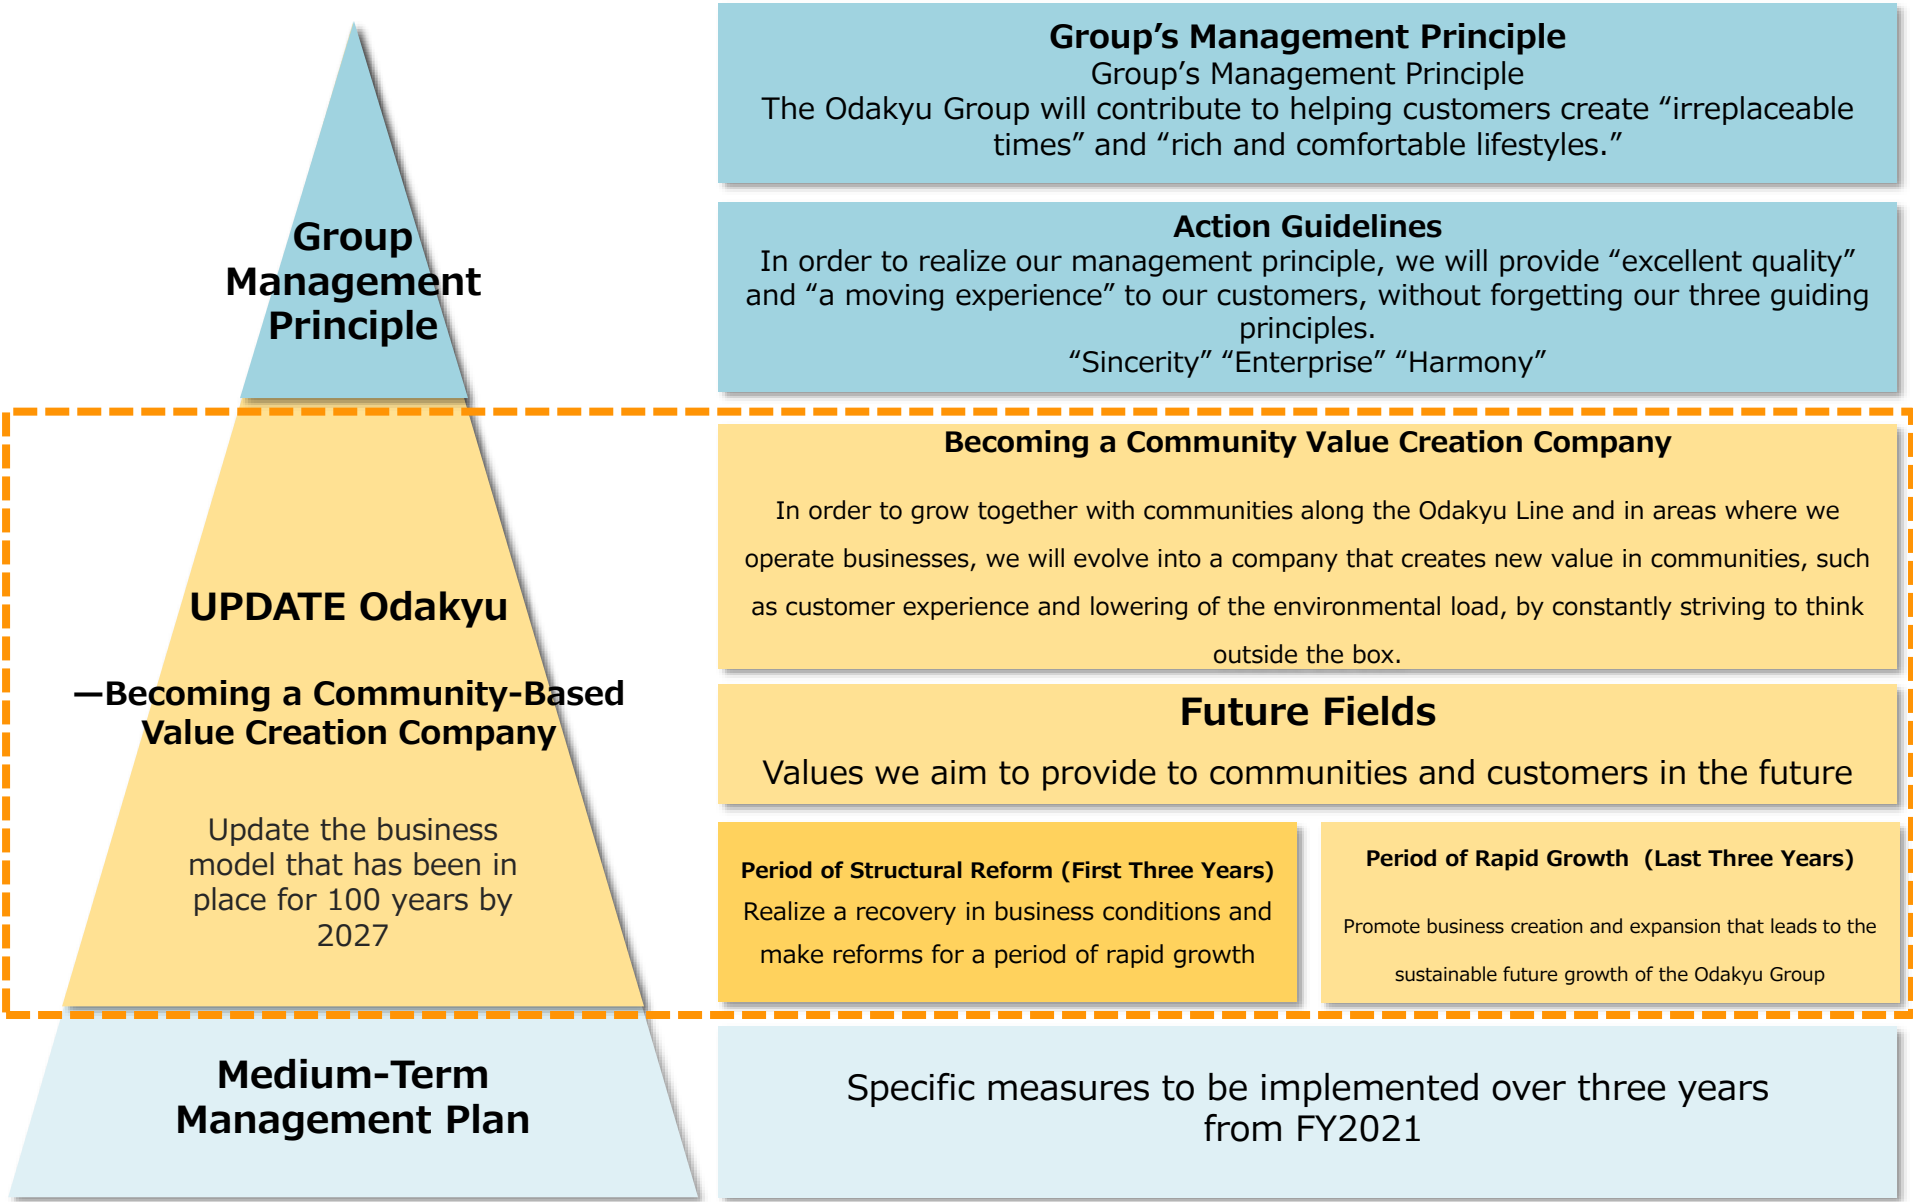 Group
Management
Principle
Group’s Management Principle
Group’s Management Principle
The Odakyu Group will contribute to helping customers create “irreplaceable
times” and “rich and comfortable lifestyles.”
Action Guidelines
In order to realize our management principle, we will provide “excellent quality”
and “a moving experience” to our customers, without forgetting our three guiding
principles.
“Sincerity” “Enterprise” “Harmony”
UPDATE Odakyu
—Becoming a Community-Based
Value Creation Company
Update the business
model that has been in
place for 100 years by
2027
Becoming a Community Value Creation Company
In order to grow together with communities along the Odakyu Line and in areas where we
operate businesses, we will evolve into a company that creates new value in communities, such
as customer experience and lowering of the environmental load, by constantly striving to think
outside the box.
Future Fields
Values we aim to provide to communities and customers in the future
Period of Structural Reform (First Three Years)
Realize a recovery in business conditions and
make reforms for a period of rapid growth
Period of Rapid Growth (Last Three Years)
Promote business creation and expansion that leads to the
sustainable future growth of the Odakyu Group
Medium-Term
Management Plan
Specific measures to be implemented over three years
from FY2021